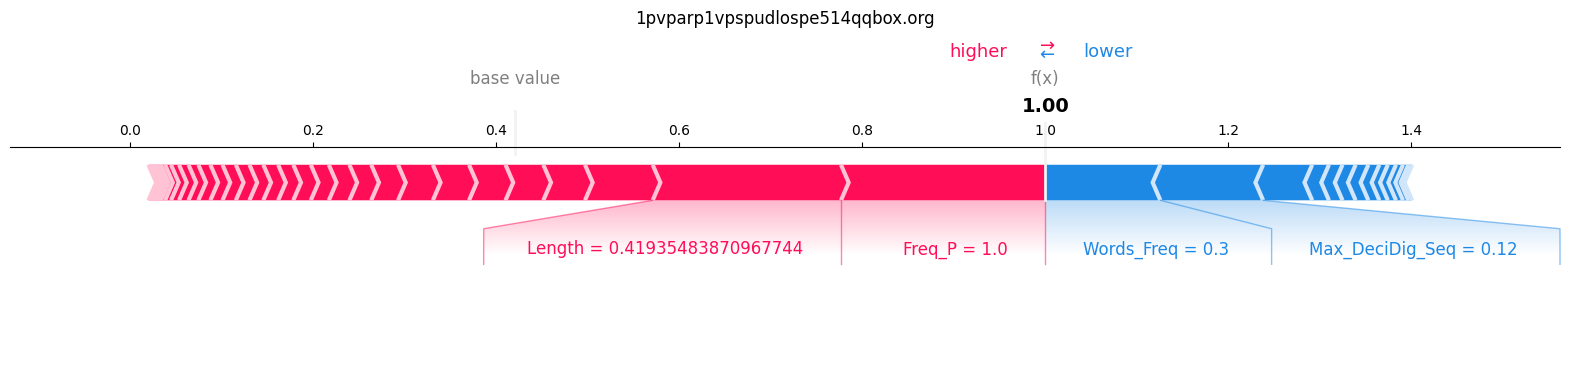 1pvparp1vpspudlospe514qqbox.org
higher ⇄ lower
base value f(x)
1.00
0.0 0.2 0.4 0.6 0.8 1.0 1.2 1.4
Length = 0.41935483870967744 Freq_P = 1.0 Words_Freq = 0.3 Max_DeciDig_Seq = 0.12